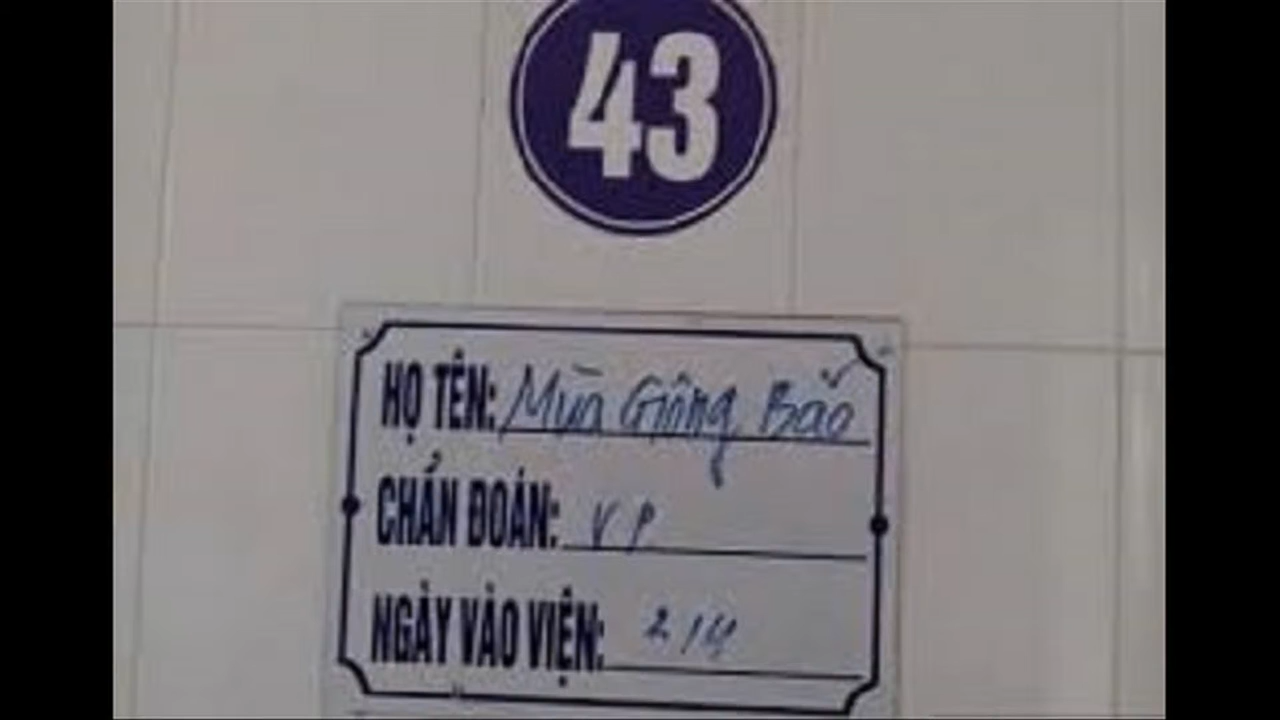 43
HỌ TÊN: Mùa Giông Bão
CHẨN ĐOÁN: VP
NGÀY VÀO VIỆN: 2/4